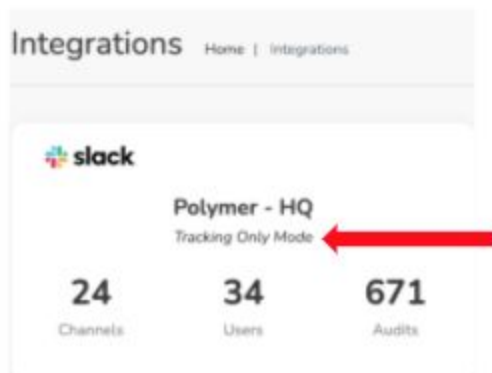 Integrations Home | Integrations
slack
Polymer - HQ
Tracking Only Mode
24 34 671
Channels Users Audits